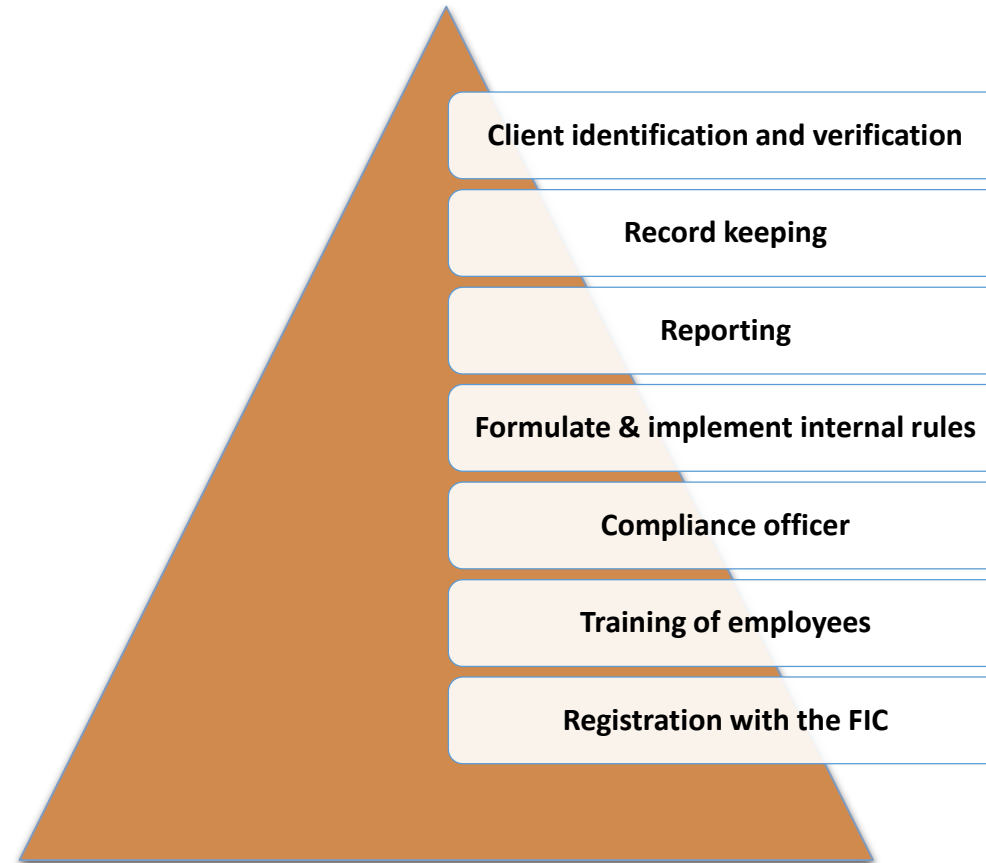 Client identification and verification
Record keeping
Reporting
Formulate & implement internal rules
Compliance officer
Training of employees
Registration with the FIC